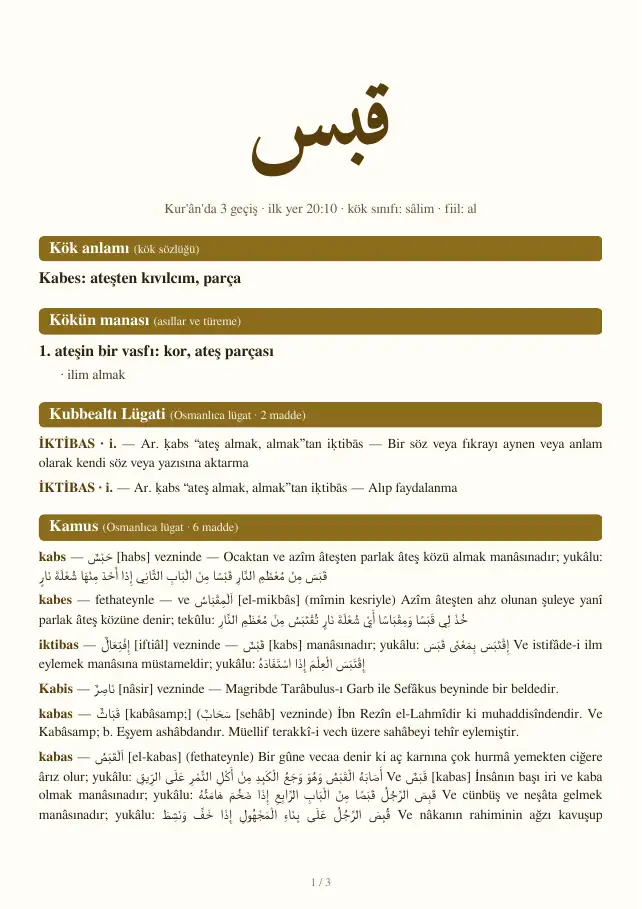 قبس
Kur'ân'da 3 geçiş · ilk yer 20:10 · kök sınıfı: sâlim · fiil: al
Kök anlamı (kök sözlüğü)
Kabes: ateşten kıvılcım, parça
Kökün manası (asıllar ve türeme)
1. ateşin bir vasfı: kor, ateş parçası
· ilim almak
Kubbealtı Lügati (Osmanlıca lügat · 2 madde)
İKTİBAS · i. — Ar. ḳabs “ateş almak, almak”tan iḳtibās — Bir söz veya fıkrayı aynen veya anlam
olarak kendi söz veya yazısına aktarma
İKTİBAS · i. — Ar. ḳabs “ateş almak, almak”tan iḳtibās — Alıp faydalanma
Kamus (Osmanlıca lügat · 6 madde)
kabs — حَبْسٌ [habs] vezninde — Ocaktan ve azîm âteşten parlak âteş közü almak manâsınadır; yukâlu:
قَبَسَ مِنْ مُعْظَمِ النَّارِ قَبْسًا مِنَ الْبَابِ الثَّانِي إِذَا أَخَذَ مِنْهَا شُعْلَةَ نَارٍ
kabes — fethateynle — ve اَلْمِقْبَاسُ [el-mikbâs] (mîmin kesriyle) Azîm âteşten ahz olunan şuleye yanî
parlak âteş közüne denir; tekûlu: خُذْ لِي قَبَسًا وَمِقْبَاسًا أَيْ شُعْلَةَ نَارٍ تُقْتَبَسُ مِنْ مُعْظَمِ النَّارِ
iktibas — إِفْتِعَالٌ [iftiâl] vezninde — قَبْسٌ [kabs] manâsınadır; yukâlu: إِقْتَبَسَ بِمَعْنَى قَبَسَ Ve istifâde-i ilm
eylemek manâsına müstameldir; yukâlu: إِقْتَبَسَ الْعِلْمَ إِذَا اسْتَفَادَهُ
Kabis — نَاصِرٌ [nâsir] vezninde — Magribde Tarâbulus-ı Garb ile Sefâkus beyninde bir beldedir.
kabas — قَبَاثٌ [kabâsamp;] (سَحَابٌ [sehâb] vezninde) İbn Rezîn el-Lahmîdir ki muhaddisîndendir. Ve
Kabâsamp; b. Eşyem ashâbdandır. Müellif terakkî-i vech üzere sahâbeyi tehîr eylemiştir.
kabas — اَلْقَبَصُ [el-kabas] (fethateynle) Bir gûne vecaa denir ki aç karnına çok hurmâ yemekten ciğere
ârız olur; yukâlu: أَصَابَهُ الْقَبَصُ وَهُوَ وَجَعُ الْكَبِدِ مِنْ أَكْلِ التَّمْرِ عَلَى الرِّيقِ Ve قَبَصٌ [kabas] İnsânın başı iri ve kaba
olmak manâsınadır; yukâlu: قَبِصَ الرَّجُلُ قَبَصًا مِنَ الْبَابِ الرَّابِعِ إِذَا ضَخُمَ هَامَتُهُ Ve cünbüş ve neşâta gelmek
manâsınadır; yukâlu: قُبِصَ الرَّجُلُ عَلَى بِنَاءِ الْمَجْهُولِ إِذَا خَفَّ وَنَشِطَ Ve nâkanın rahiminin ağzı kavuşup
1 / 3